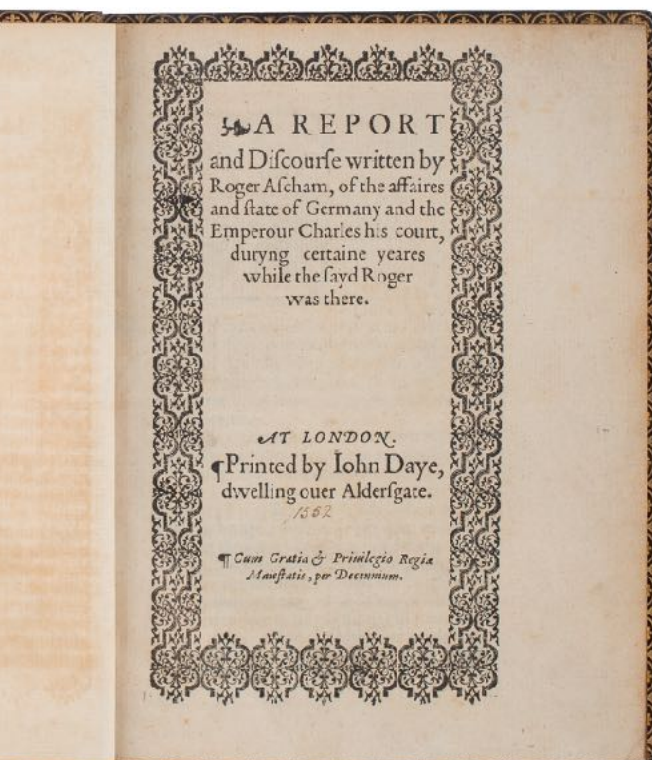 A REPORT
and Diſcourſe written by
Roger Aſcham, of the affaires
and ſtate of Germany and the
Emperour Charles his court,
duryng certaine yeares
while the ſayd Roger
was there.
AT LONDON.
¶Printed by Iohn Daye,
dwelling ouer Alderſgate.
1552
¶ Cum Gratia & Priuilegio Regiæ
Maieſtatis, per Decennium.